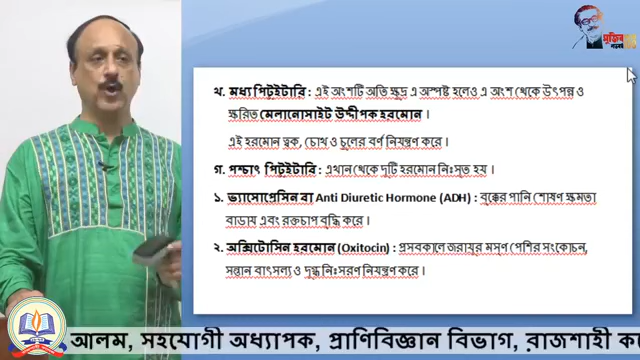 মুজিব
খ. মধ্য পিটুইটারি : এই অংশটি অতি ক্ষুদ্র এ অস্পষ্ট হলেও এ অংশ থেকে উৎপন্ন ও
ক্ষরিত মেলানোসাইট উদ্দীপক হরমোন ।
এই হরমোন ত্বক, চোখ ও চুলের বর্ণ নিয়ন্ত্রণ করে ।
গ. পশ্চাৎ পিটুইটারি : এখান থেকে দুটি হরমোন নিঃসৃত হয় ।
১. ভ্যাসোপ্রেসিন বা Anti Diuretic Hormone (ADH) : বৃক্কের পানি শোষণ ক্ষমতা
বাড়ায় এবং রক্তচাপ বৃদ্ধি করে ।
২. অক্সিটোসিন হরমোন (Oxitocin) : প্রসবকালে জরায়ুর মসৃণ পেশির সংকোচন,
সন্তান বাৎসল্য ও দুগ্ধ নিঃসরণ নিয়ন্ত্রণ করে ।
আলম, সহযোগী অধ্যাপক, প্রাণিবিজ্ঞান বিভাগ, রাজশাহী ক